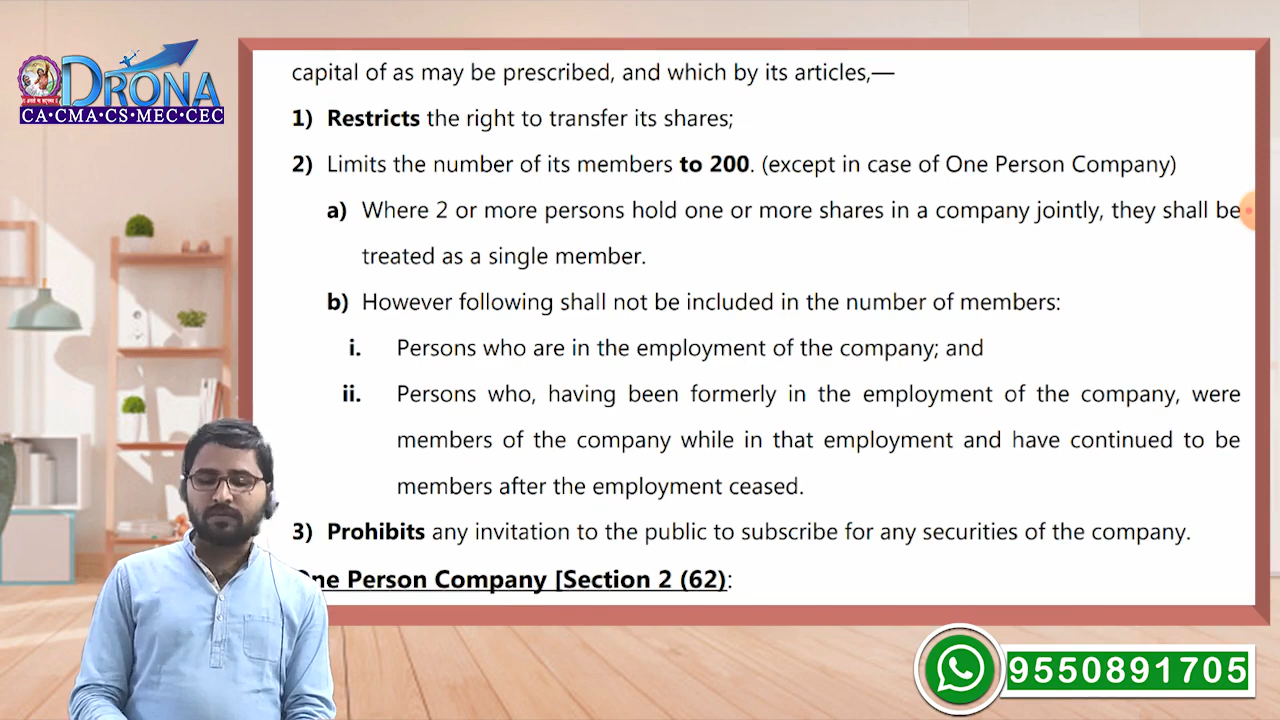 DRONA
CA•CMA•CS•MEC•CEC
capital of as may be prescribed, and which by its articles,—
1) Restricts the right to transfer its shares;
2) Limits the number of its members to 200. (except in case of One Person Company)
a) Where 2 or more persons hold one or more shares in a company jointly, they shall be
treated as a single member.
b) However following shall not be included in the number of members:
i. Persons who are in the employment of the company; and
ii. Persons who, having been formerly in the employment of the company, were
members of the company while in that employment and have continued to be
members after the employment ceased.
3) Prohibits any invitation to the public to subscribe for any securities of the company.
One Person Company [Section 2 (62):
9550891705